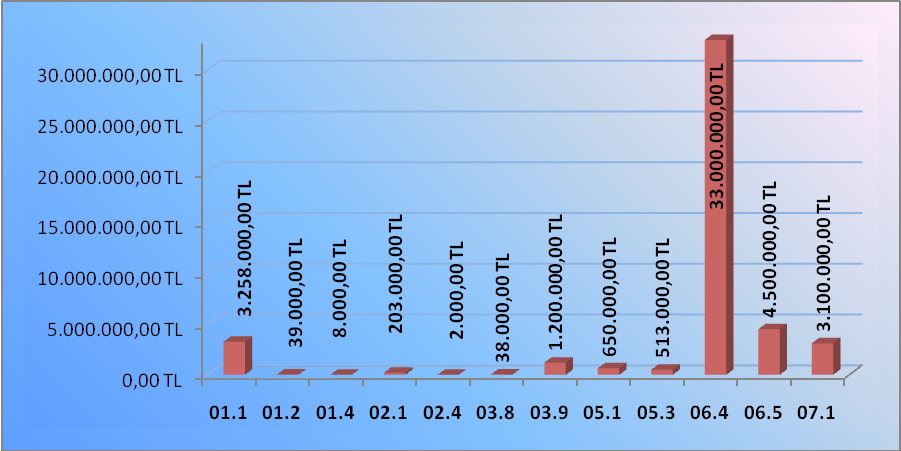 30.000.000,00 TL
25.000.000,00 TL
20.000.000,00 TL
15.000.000,00 TL
10.000.000,00 TL
5.000.000,00 TL
0,00 TL
3.258.000,00 TL
39.000,00 TL
8.000,00 TL
203.000,00 TL
2.000,00 TL
38.000,00 TL
1.200.000,00 TL
650.000,00 TL
513.000,00 TL
33.000.000,00 TL
4.500.000,00 TL
3.100.000,00 TL
01.1 01.2 01.4 02.1 02.4 03.8 03.9 05.1 05.3 06.4 06.5 07.1